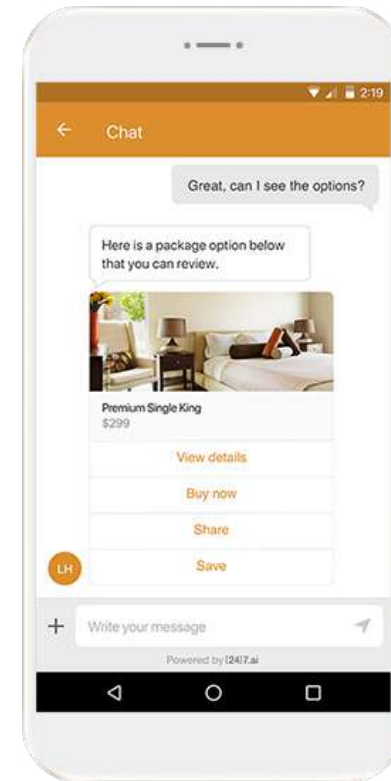 2:19
Chat
Great, can I see the options?
Here is a package option below
that you can review.
Premium Single King
$299
View details
Buy now
Share
Save
LH
Write your message
Powered by [24]7.ai